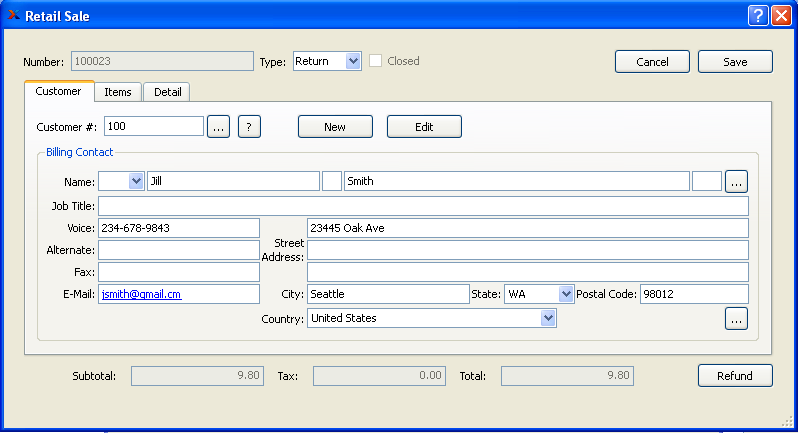 Retail Sale
Number: 100023 Type: Return Closed Cancel Save
Customer Items Detail
Customer #: 100 ... ? New Edit
Billing Contact
Name: Jill Smith ...
Job Title:
Voice: 234-678-9843 23445 Oak Ave
Alternate: Street
Address:
Fax:
E-Mail: jsmith@gmail.cm City: Seattle State: WA Postal Code: 98012
Country: United States ...
Subtotal: 9.80 Tax: 0.00 Total: 9.80 Refund